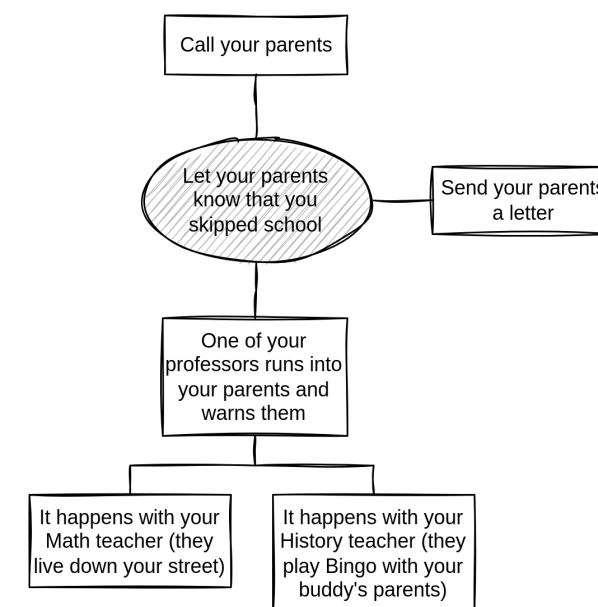 Call your parents
Let your parents
know that you
skipped school
Send your parents
a letter
One of your
professors runs into
your parents and
warns them
It happens with your
Math teacher (they
live down your street)
It happens with your
History teacher (they
play Bingo with your
buddy's parents)